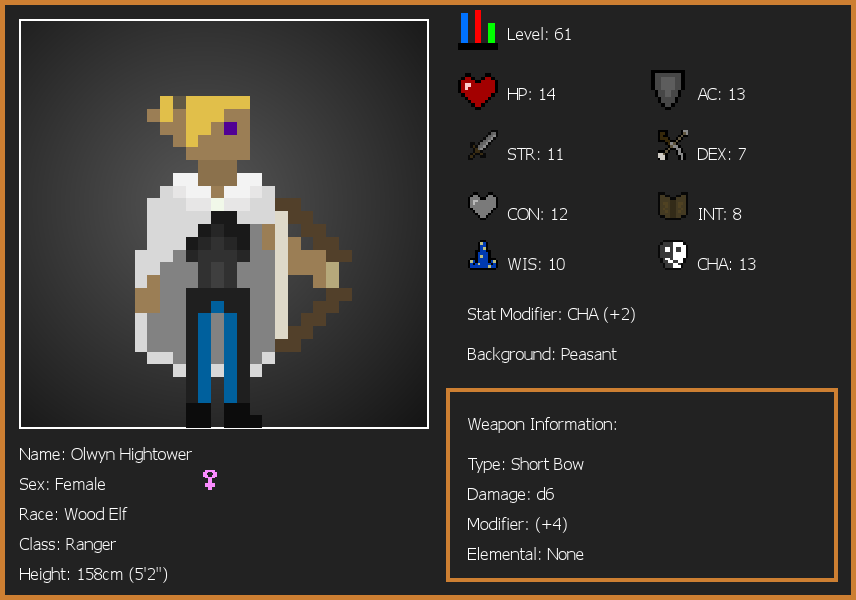 Level: 61
HP: 14
AC: 13
STR: 11
DEX: 7
CON: 12
INT: 8
WIS: 10
CHA: 13
Stat Modifier: CHA (+2)
Background: Peasant
Weapon Information:
Type: Short Bow
Damage: d6
Modifier: (+4)
Elemental: None
Name: Olwyn Hightower
Sex: Female
Race: Wood Elf
Class: Ranger
Height: 158cm (5'2")